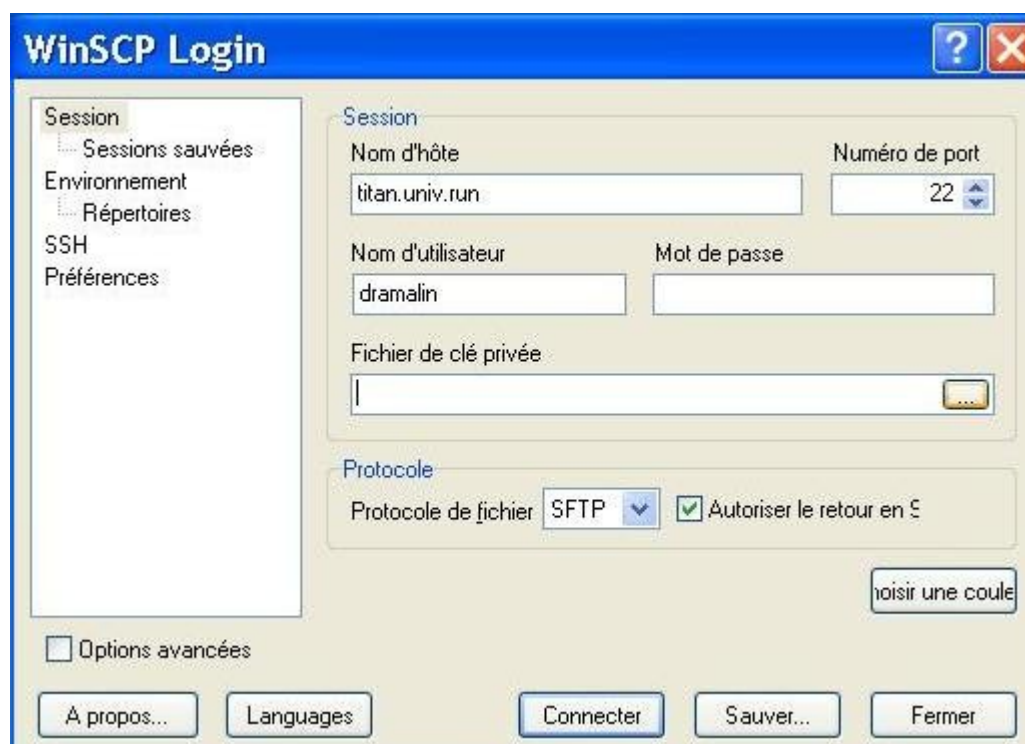 WinSCP Login
Session
Sessions sauvées
Environnement
Répertoires
SSH
Préférences
Session
Nom d'hôte Numéro de port
titan.univ.run 22
Nom d'utilisateur Mot de passe
dramalin
Fichier de clé privée
...
Protocole
Protocole de fichier SFTP Autoriser le retour en S
hoisir une coule
Options avancées
A propos... Languages Connecter Sauver... Fermer